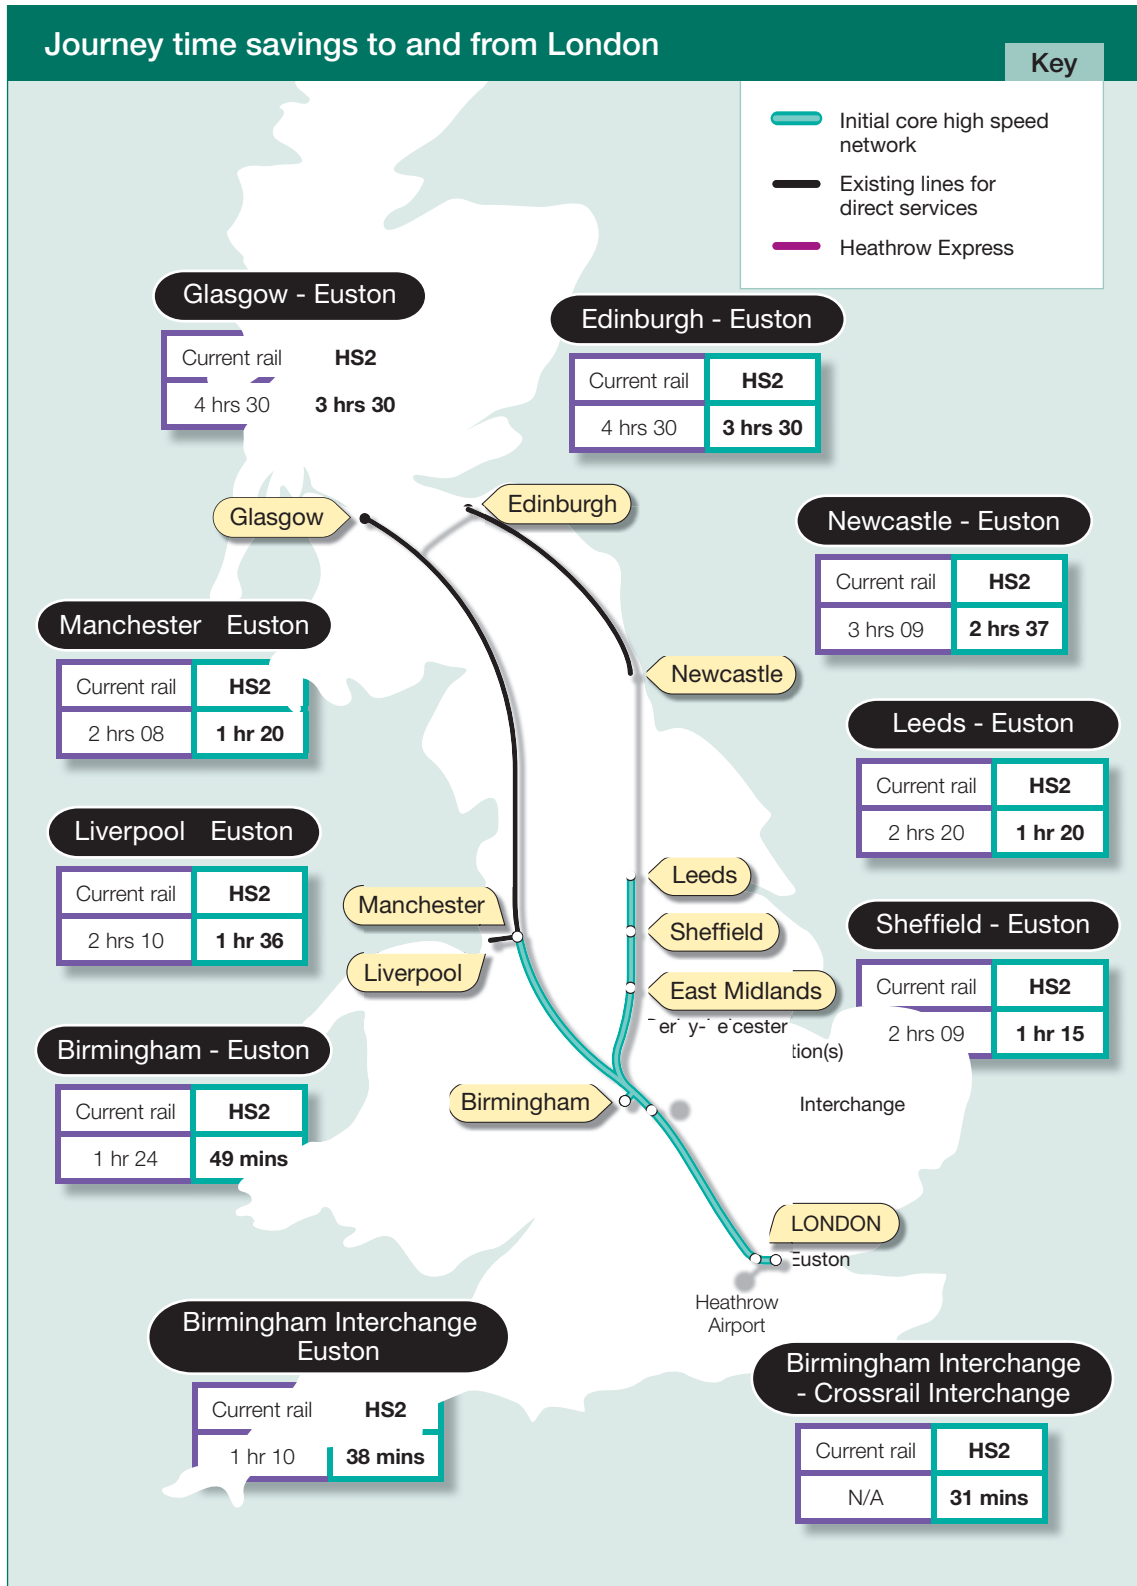 Journey time savings to and from London
Key
Initial core high speed
network
Existing lines for
direct services
Heathrow Express
Glasgow - Euston
Current rail HS2
4 hrs 30 3 hrs 30
Edinburgh - Euston
Current rail HS2
4 hrs 30 3 hrs 30
Glasgow
Edinburgh
Newcastle - Euston
Current rail HS2
3 hrs 09 2 hrs 37
Manchester Euston
Current rail HS2
2 hrs 08 1 hr 20
Newcastle
Leeds - Euston
Current rail HS2
2 hrs 20 1 hr 20
Liverpool Euston
Current rail HS2
2 hrs 10 1 hr 36
Manchester
Liverpool
Leeds
Sheffield
East Midlands
tion(s)
Sheffield - Euston
Current rail HS2
2 hrs 09 1 hr 15
Birmingham - Euston
Current rail HS2
1 hr 24 49 mins
Birmingham
Interchange
LONDON
Euston
Heathrow
Airport
Birmingham Interchange
Euston
Current rail HS2
1 hr 10 38 mins
Birmingham Interchange
- Crossrail Interchange
Current rail HS2
N/A 31 mins